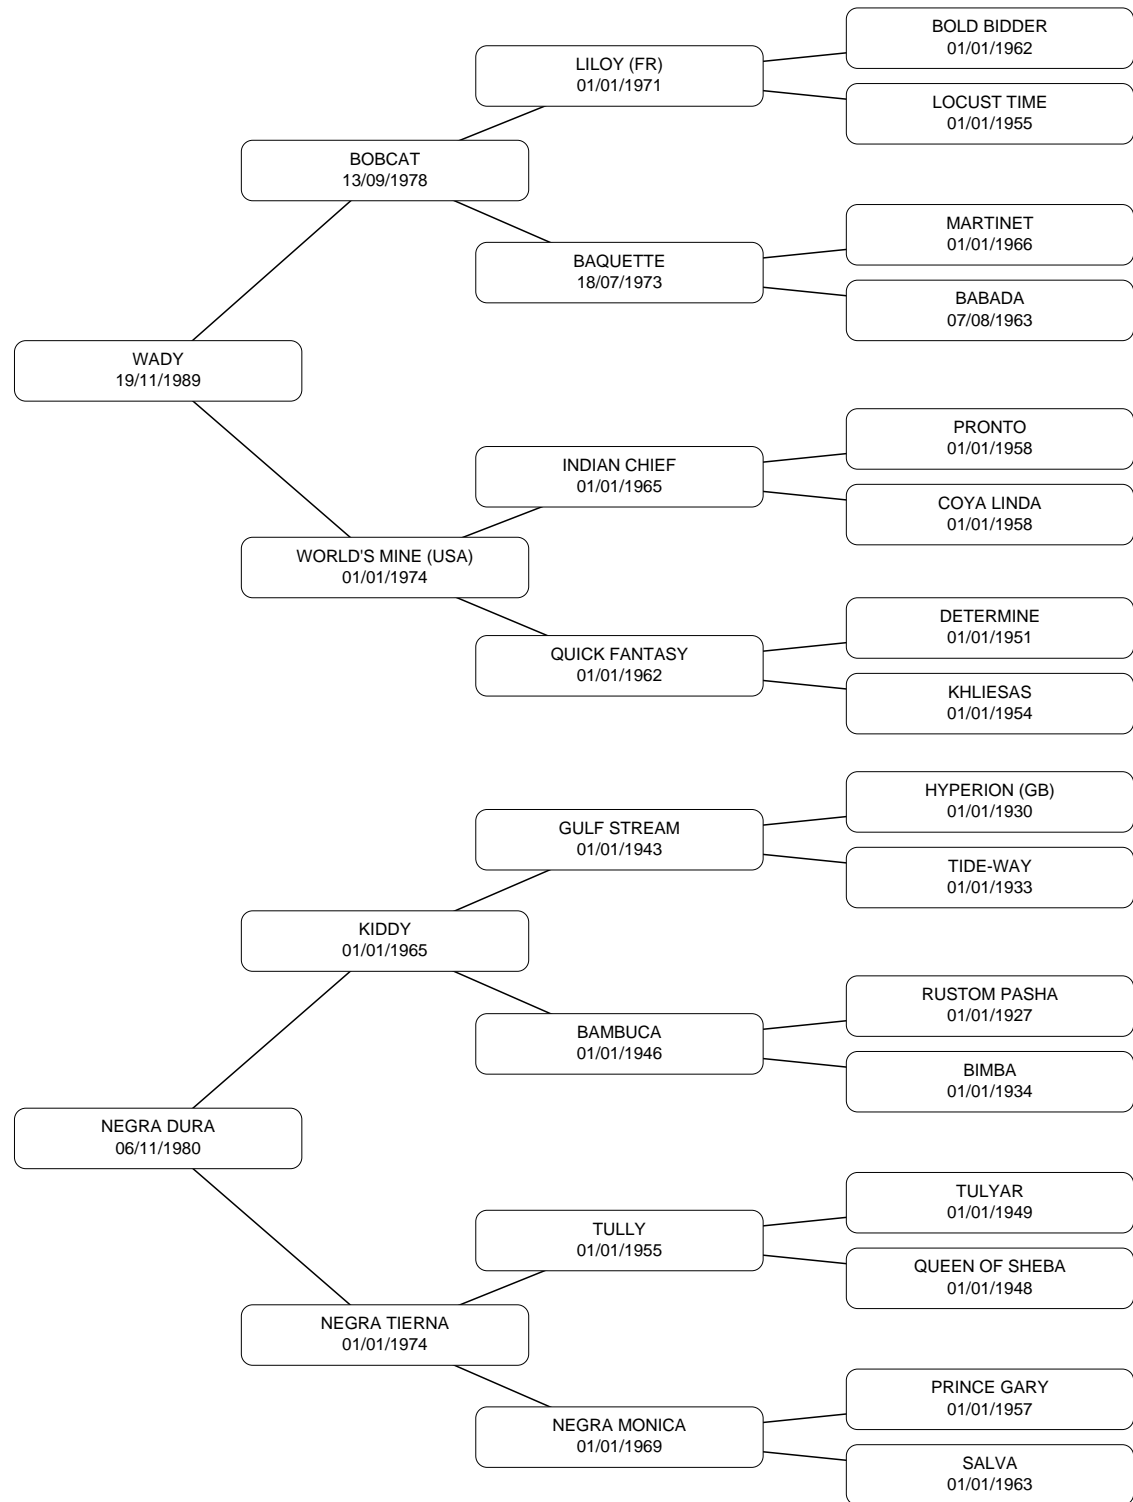 BOLD BIDDER
01/01/1962
LILOY (FR)
01/01/1971
LOCUST TIME
01/01/1955
BOBCAT
13/09/1978
MARTINET
01/01/1966
BAQUETTE
18/07/1973
BABADA
07/08/1963
WADY
19/11/1989
PRONTO
01/01/1958
INDIAN CHIEF
01/01/1965
COYA LINDA
01/01/1958
WORLD'S MINE (USA)
01/01/1974
DETERMINE
01/01/1951
QUICK FANTASY
01/01/1962
KHLIESAS
01/01/1954
HYPERION (GB)
01/01/1930
GULF STREAM
01/01/1943
TIDE-WAY
01/01/1933
KIDDY
01/01/1965
RUSTOM PASHA
01/01/1927
BAMBUCA
01/01/1946
BIMBA
01/01/1934
NEGRA DURA
06/11/1980
TULYAR
01/01/1949
TULLY
01/01/1955
QUEEN OF SHEBA
01/01/1948
NEGRA TIERNA
01/01/1974
PRINCE GARY
01/01/1957
NEGRA MONICA
01/01/1969
SALVA
01/01/1963